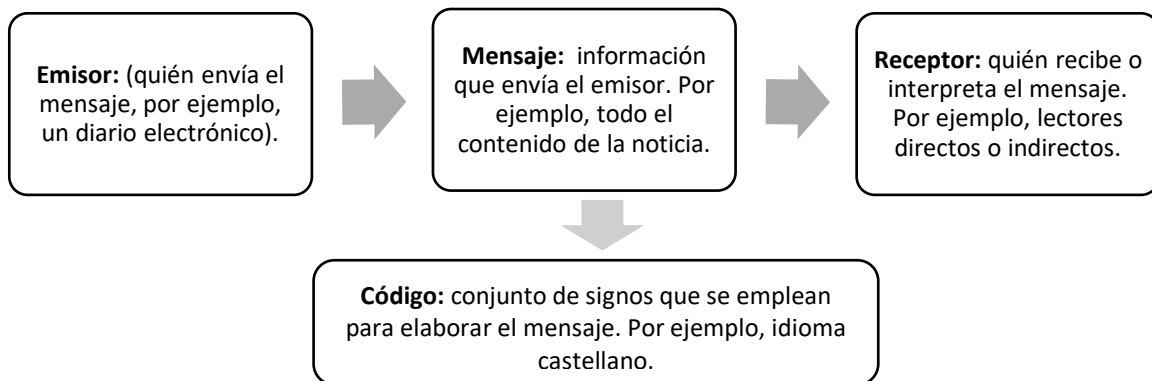 Emisor: (quién envía el
mensaje, por ejemplo,
un diario electrónico).
Mensaje: información
que envía el emisor. Por
ejemplo, todo el
contenido de la noticia.
Receptor: quién recibe o
interpreta el mensaje.
Por ejemplo, lectores
directos o indirectos.
Código: conjunto de signos que se emplean
para elaborar el mensaje. Por ejemplo, idioma
castellano.